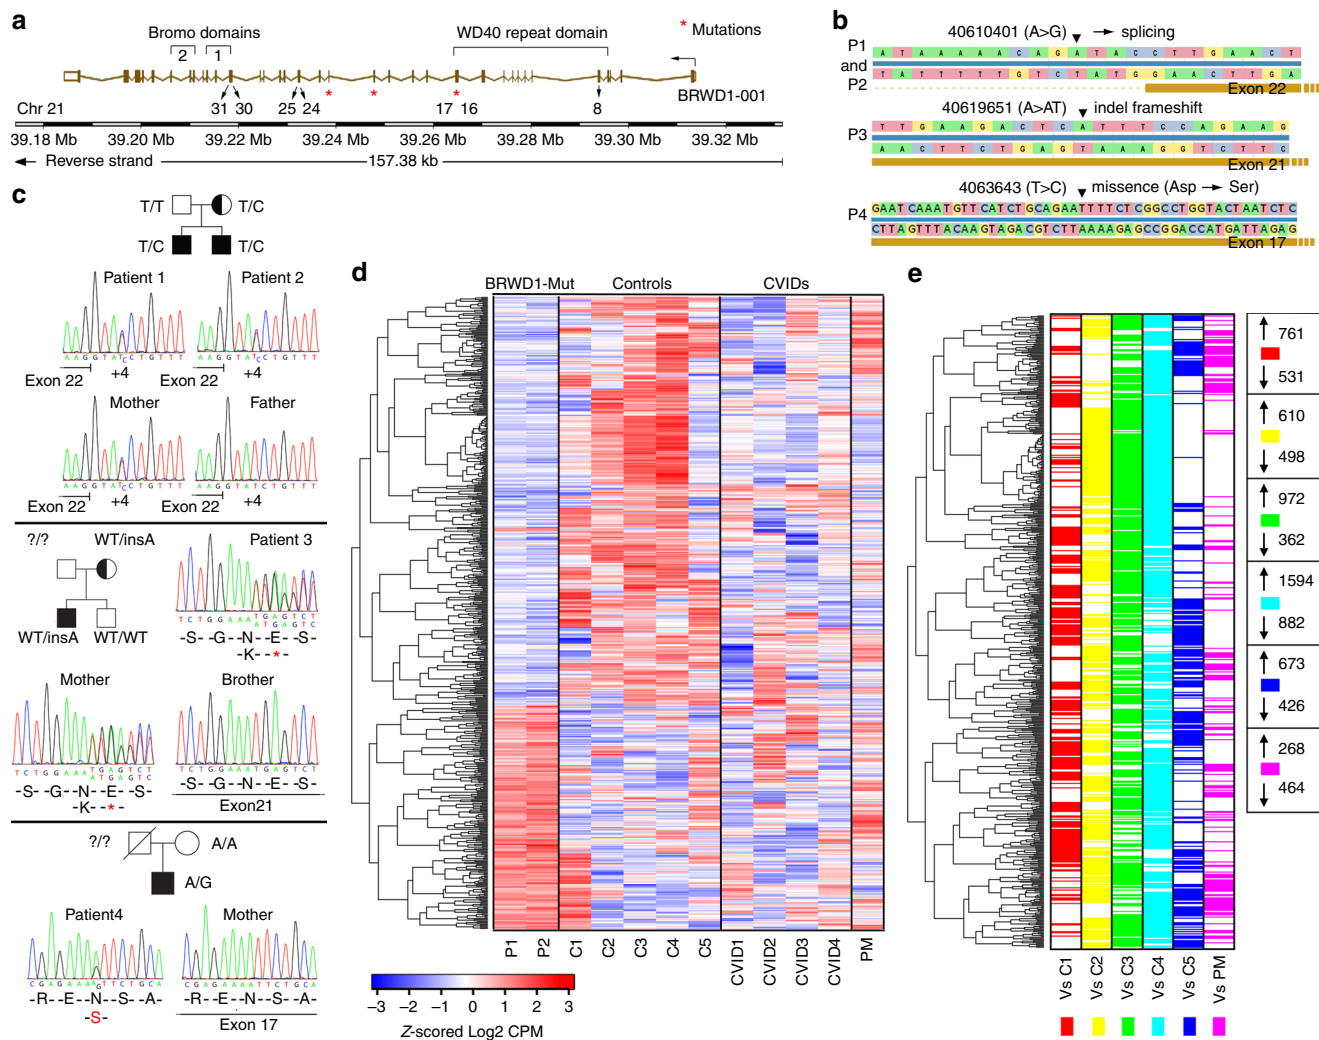 a
Bromo domains
2
1
WD40 repeat domain
* Mutations
BRWD1-001
31
30
25
24
*
*
*
17
16
8
Chr 21
39.18 Mb
39.20 Mb
39.22 Mb
39.24 Mb
39.26 Mb
39.28 Mb
39.30 Mb
39.32 Mb
Reverse strand
157.38 kb
b
40610401 (A>G)
splicing
P1
and
P2
A T A A A A A C A G A T A C C T T G A A C T
T A T T T T T G T C T A T G G A A C T T G A
Exon 22
40619651 (A>AT)
indel frameshift
P3
T T G A A G A C T C A T T T C C A G A A G
A A C T T C T G A G T A A A G G T C T T C
Exon 21
4063643 (T>C)
missence (Asp → Ser)
P4
GAATCAAATGTTCATCTGCAGAATTTTCTCGGCCTGGTACTAATCTC
CTTAGTTTACAAGTAGACGTCTTAAAAGAGCCGGACCATGATTAGAG
Exon 17
c
T/T
T/C
T/C
T/C
Patient 1
Patient 2
A A G G T A T C T G T T T
C
A A G G T A T C T G T T T
C
Exon 22
+4
Exon 22
+4
Mother
Father
A A G G T A T C T G T T T
C
A A G G T A T C T G T T T
Exon 22
+4
Exon 22
+4
?/?
WT/insA
WT/insA
WT/WT
Patient 3
T C T G G A A A T G A G T C T
A T G A G T C
-S--G--N--E--S-
-K---*-
Mother
Brother
T C T G G A A A T G A G T C T
A T G A G T C
-S--G--N--E--S-
-K---*-
T C T G G A A A T G A G T C T
-S--G--N--E--S-
Exon21
?/?
A/A
A/G
Patient4
Mother
C G A G A A A A T T C T G C A
G
-R--E--N--S--A-
-S-
C G A G A A A A T T C T G C A
-R--E--N--S--A-
Exon 17
d
BRWD1-Mut
Controls
CVIDs
P1
P2
C1
C2
C3
C4
C5
CVID1
CVID2
CVID3
CVID4
PM
−3
−2
−1
0
1
2
3
Z-scored Log2 CPM
e
761
531
610
498
972
362
1594
882
673
426
268
464
Vs C1
Vs C2
Vs C3
Vs C4
Vs C5
Vs PM